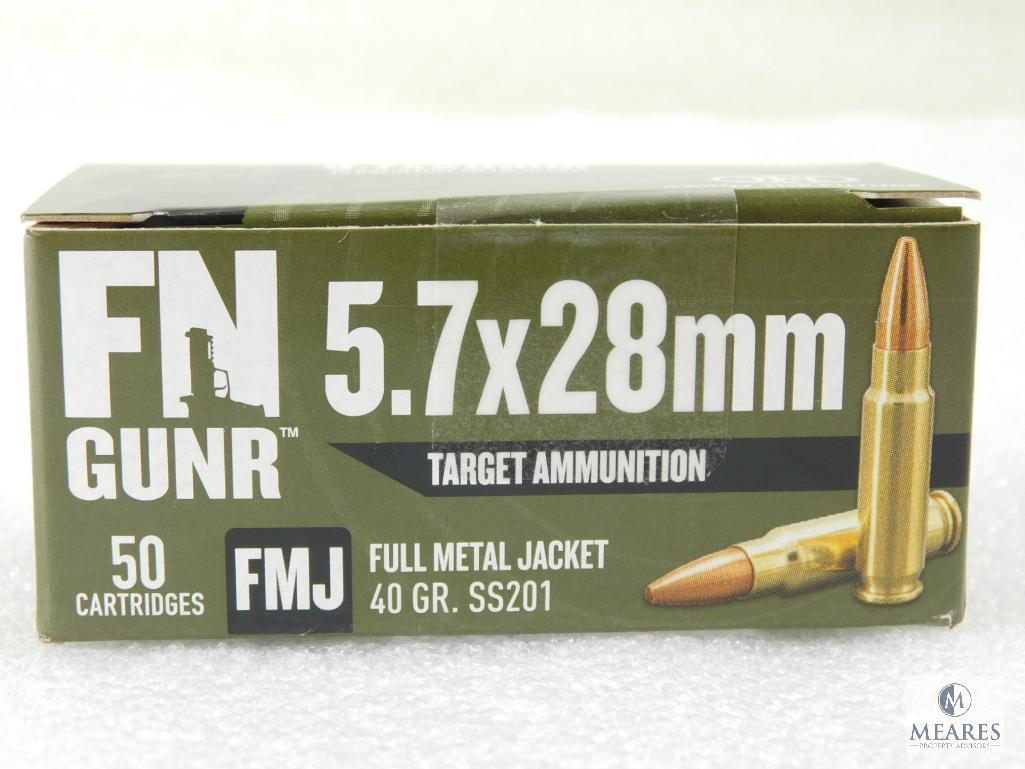 FN
GUNR™
5.7x28mm
TARGET AMMUNITION
50
CARTRIDGES
FMJ
FULL METAL JACKET
40 GR. SS201
MEARES
PROPERTY ADVISORS